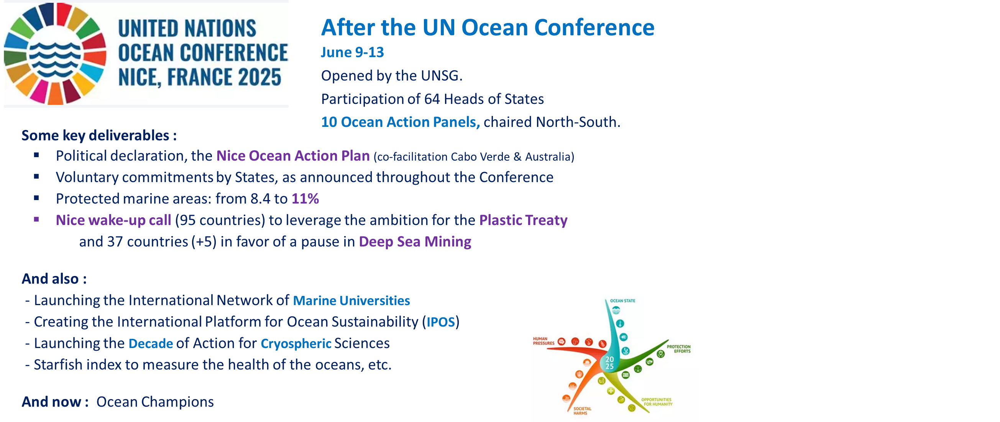 UNITED NATIONS
OCEAN CONFERENCE
NICE, FRANCE 2025
After the UN Ocean Conference
June 9-13
Opened by the UNSG.
Participation of 64 Heads of States
10 Ocean Action Panels, chaired North-South.
Some key deliverables :
▪ Political declaration, the Nice Ocean Action Plan (co-facilitation Cabo Verde & Australia)
▪ Voluntary commitments by States, as announced throughout the Conference
▪ Protected marine areas: from 8.4 to 11%
▪ Nice wake-up call (95 countries) to leverage the ambition for the Plastic Treaty
and 37 countries (+5) in favor of a pause in Deep Sea Mining
And also :
- Launching the International Network of Marine Universities
- Creating the International Platform for Ocean Sustainability (IPOS)
- Launching the Decade of Action for Cryospheric Sciences
- Starfish index to measure the health of the oceans, etc.
And now : Ocean Champions
OCEAN STATE
HUMAN
PRESSURES
PROTECTION
EFFORTS
20
25
OPPORTUNITIES
FOR HUMANITY
SOCIETAL
HARMS